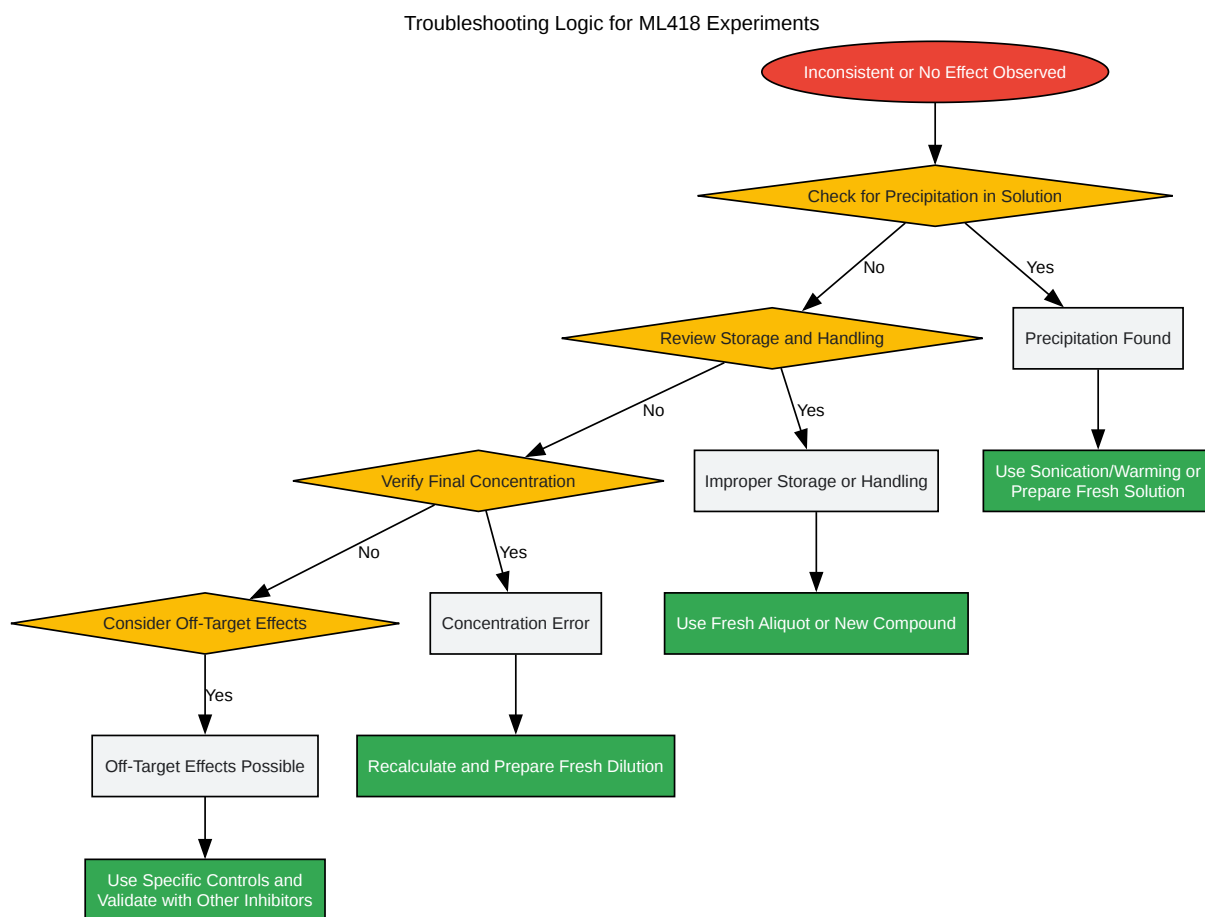 Troubleshooting Logic for ML418 Experiments
Inconsistent or No Effect Observed
Check for Precipitation in Solution
No
Yes
Review Storage and Handling
Precipitation Found
No
Yes
Verify Final Concentration
Improper Storage or Handling
Use Sonication/Warming or
Prepare Fresh Solution
No
Yes
Consider Off-Target Effects
Concentration Error
Use Fresh Aliquot or New Compound
Yes
Off-Target Effects Possible
Recalculate and Prepare Fresh Dilution
Use Specific Controls and
Validate with Other Inhibitors